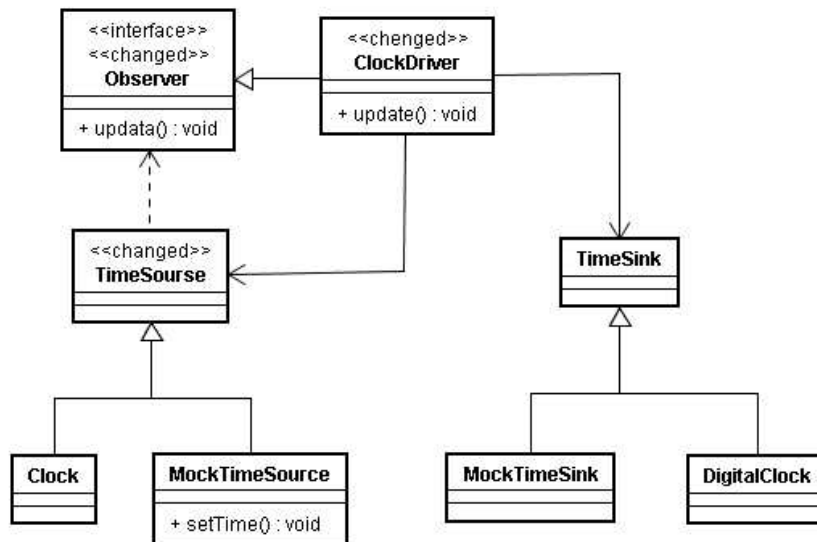 <<interface>>
<<changed>>
Observer
+ updata() : void
<<chenged>>
ClockDriver
+ update() : void
<<changed>>
TimeSourse
TimeSink
Clock
MockTimeSource
+ setTime() : void
MockTimeSink
DigitalClock